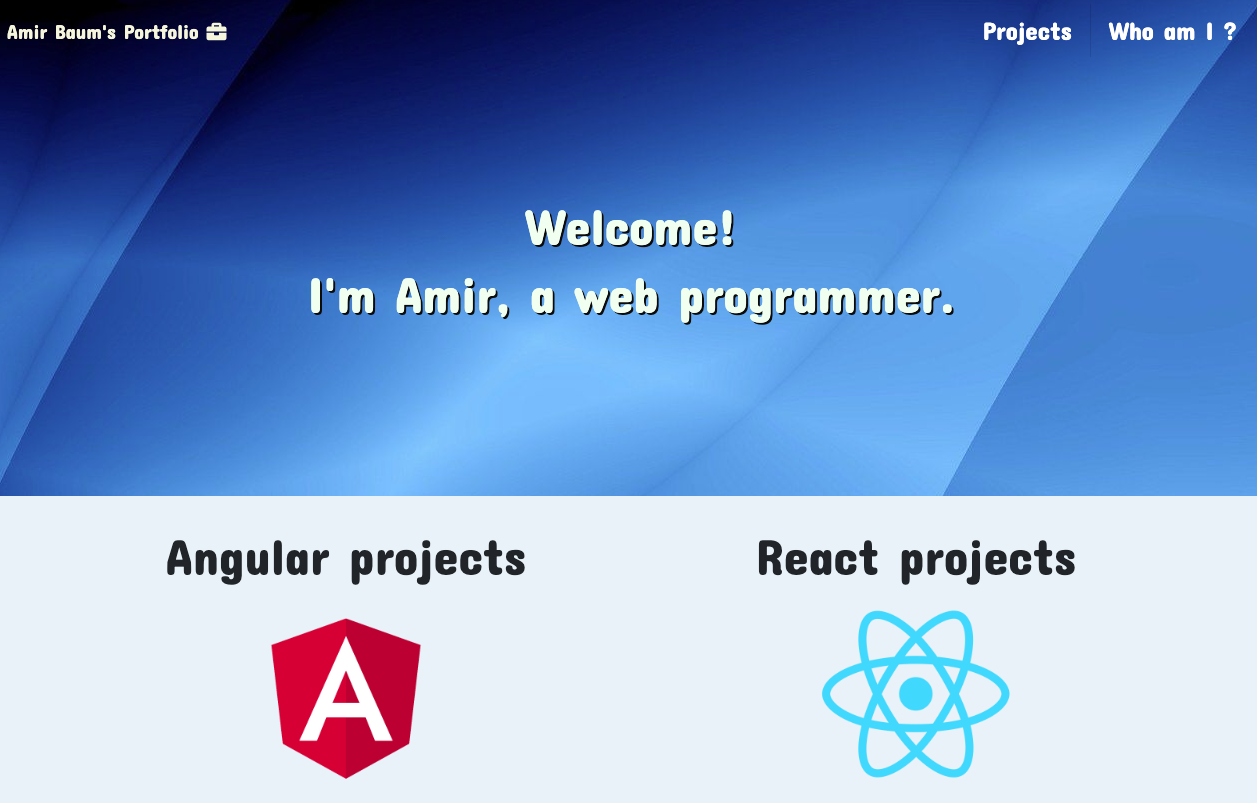 Amir Baum's Portfolio
Projects
Who am I ?
Welcome!
I'm Amir, a web programmer.
Angular projects
React projects
A